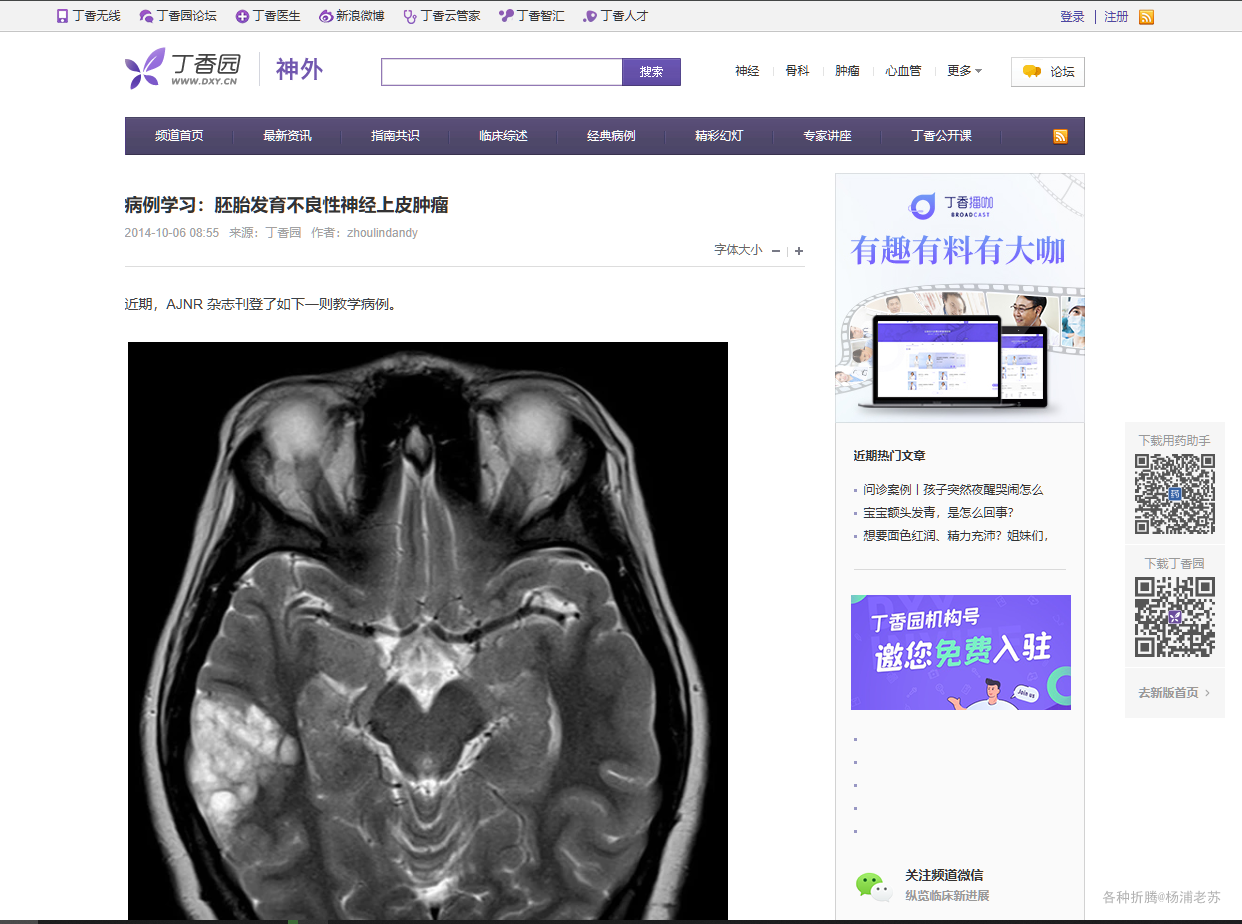 丁香无线 丁香园论坛 丁香医生 新浪微博 丁香云管家 丁香智汇 丁香人才 登录 | 注册
丁香园 神外
WWW.DXY.CN
搜索
神经 骨科 肿瘤 心血管 更多 论坛
频道首页 最新资讯 指南共识 临床综述 经典病例 精彩幻灯 专家讲座 丁香公开课
病例学习：胚胎发育不良性神经上皮肿瘤
2014-10-06 08:55 来源：丁香园 作者：zhoulindandy
字体大小 − | +
近期，AJNR 杂志刊登了如下一则教学病例。
丁香播咖
BROADCAST
有趣有料有大咖
近期热门文章
问诊案例丨孩子突然夜醒哭闹怎么
宝宝额头发青，是怎么回事？
想要面色红润、精力充沛？姐妹们，
丁香园机构号
邀您免费入驻
Join us
关注频道微信
纵览临床新进展
下载用药助手
药
下载丁香园
去新版首页 ›
各种折腾@杨浦老苏